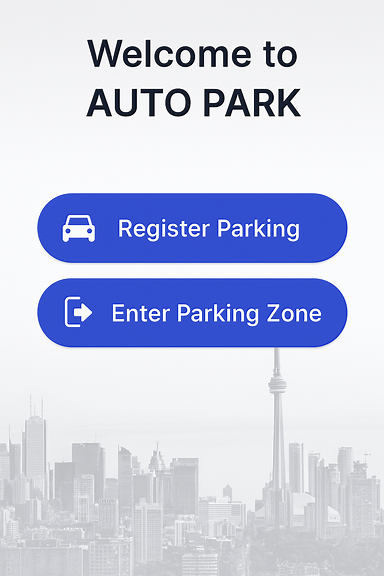 Welcome to
AUTO PARK
Register Parking
Enter Parking Zone